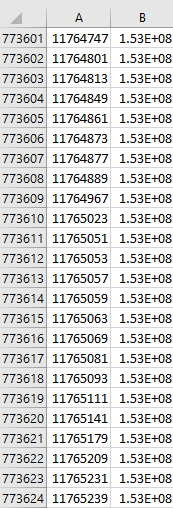 A B
773601 11764747 1.53E+08
773602 11764801 1.53E+08
773603 11764813 1.53E+08
773604 11764849 1.53E+08
773605 11764861 1.53E+08
773606 11764873 1.53E+08
773607 11764877 1.53E+08
773608 11764889 1.53E+08
773609 11764967 1.53E+08
773610 11765023 1.53E+08
773611 11765051 1.53E+08
773612 11765053 1.53E+08
773613 11765057 1.53E+08
773614 11765059 1.53E+08
773615 11765063 1.53E+08
773616 11765069 1.53E+08
773617 11765081 1.53E+08
773618 11765093 1.53E+08
773619 11765111 1.53E+08
773620 11765141 1.53E+08
773621 11765179 1.53E+08
773622 11765209 1.53E+08
773623 11765231 1.53E+08
773624 11765239 1.53E+08